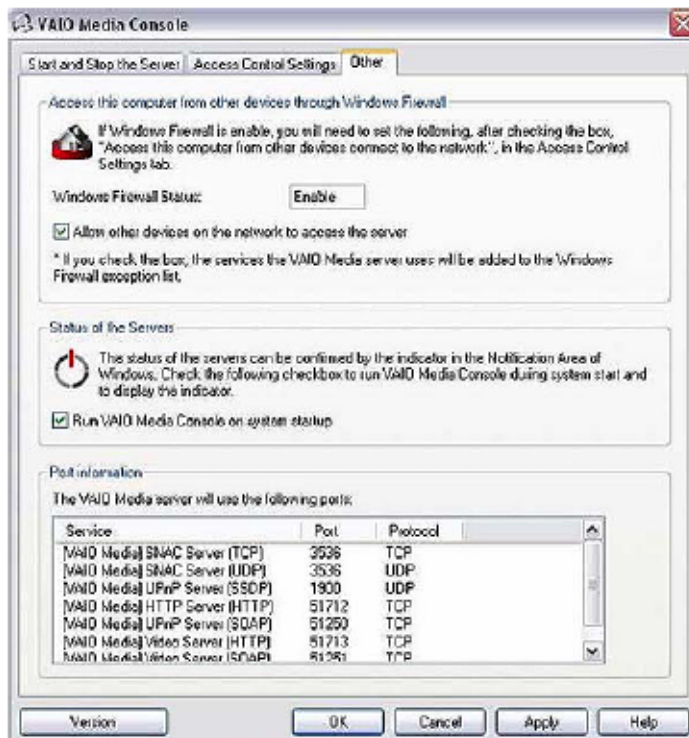 VAIO Media Console
Start and Stop the Server Access Control Settings Other
Access this computer from other devices through Windows Firewall
If Windows Firewall is enable, you will need to set the following, after checking the box,
"Access this computer from other devices connect to the network", in the Access Control
Settings tab.
Windows Firewall Status: Enable
Allow other devices on the network to access the server
* If you check the box, the services the VAIO Media server uses will be added to the Windows
Firewall exception list.
Status of the Servers
The status of the servers can be confirmed by the indicator in the Notification Area of
Windows. Check the following checkbox to run VAIO Media Console during system start and
to display the indicator.
Run VAIO Media Console on system startup
Port information
The VAIO Media server will use the following ports:
Service Port Protocol
[VAIO Media] SNAC Server (TCP) 3536 TCP
[VAIO Media] SNAC Server (UDP) 3536 UDP
[VAIO Media] UPnP Server (SSDP) 1900 UDP
[VAIO Media] HTTP Server (HTTP) 51712 TCP
[VAIO Media] UPnP Server (SOAP) 51250 TCP
[VAIO Media] Video Server (HTTP) 51713 TCP
[VAIO Media] Video Server (SOAP) 51251 TCP
Version OK Cancel Apply Help